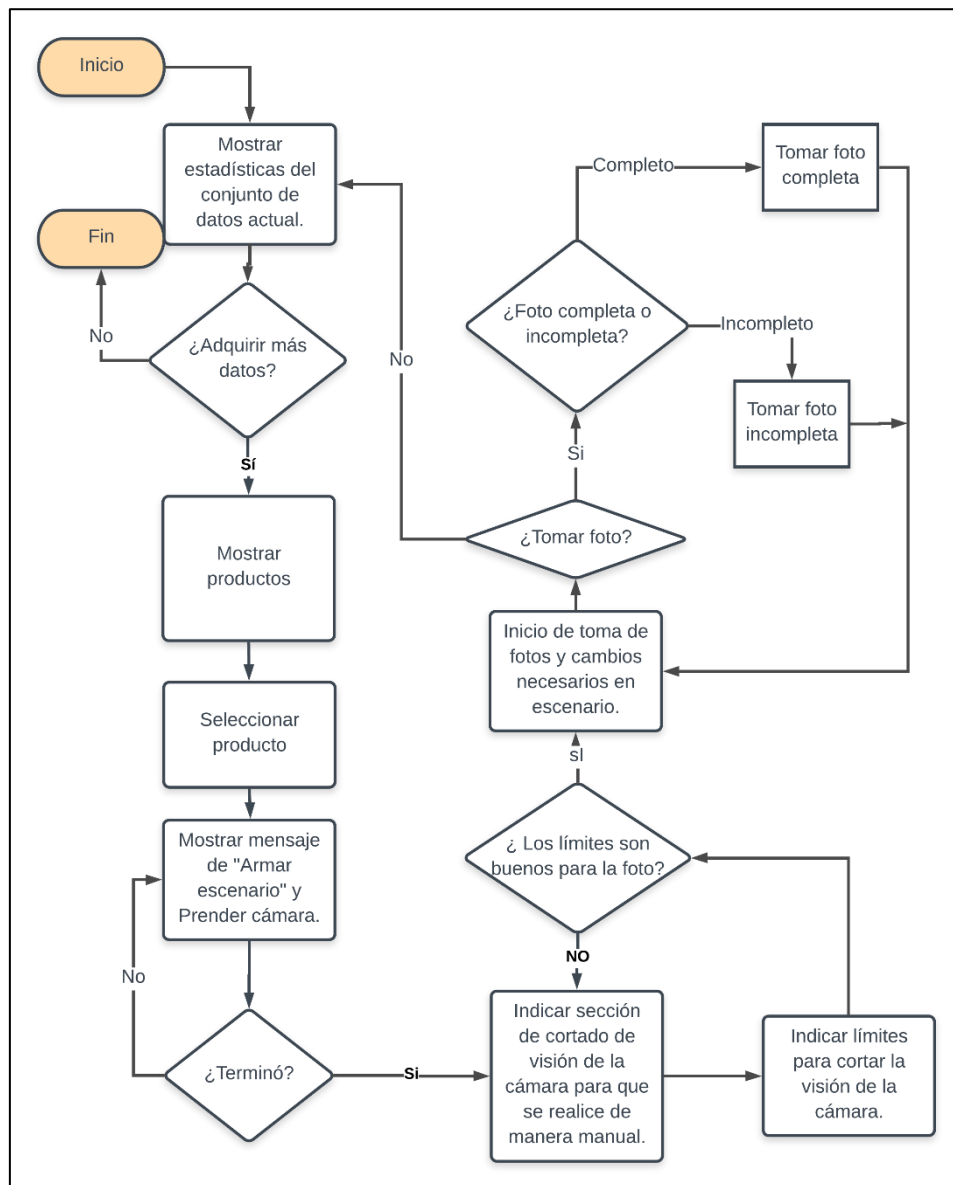 Inicio
Mostrar
estadísticas del
conjunto de
datos actual.
Fin
No
¿Adquirir más
datos?
Sí
Mostrar
productos
Seleccionar
producto
Mostrar mensaje
de "Armar
escenario" y
Prender cámara.
No
¿Terminó?
Si
Indicar sección
de cortado de
visión de la
cámara para que
se realice de
manera manual.
Indicar límites
para cortar la
visión de la
cámara.
¿ Los límites son
buenos para la foto?
NO
sI
Inicio de toma de
fotos y cambios
necesarios en
escenario.
¿Tomar foto?
No
Si
¿Foto completa o
incompleta?
Completo
Tomar foto
completa
Incompleto
Tomar foto
incompleta